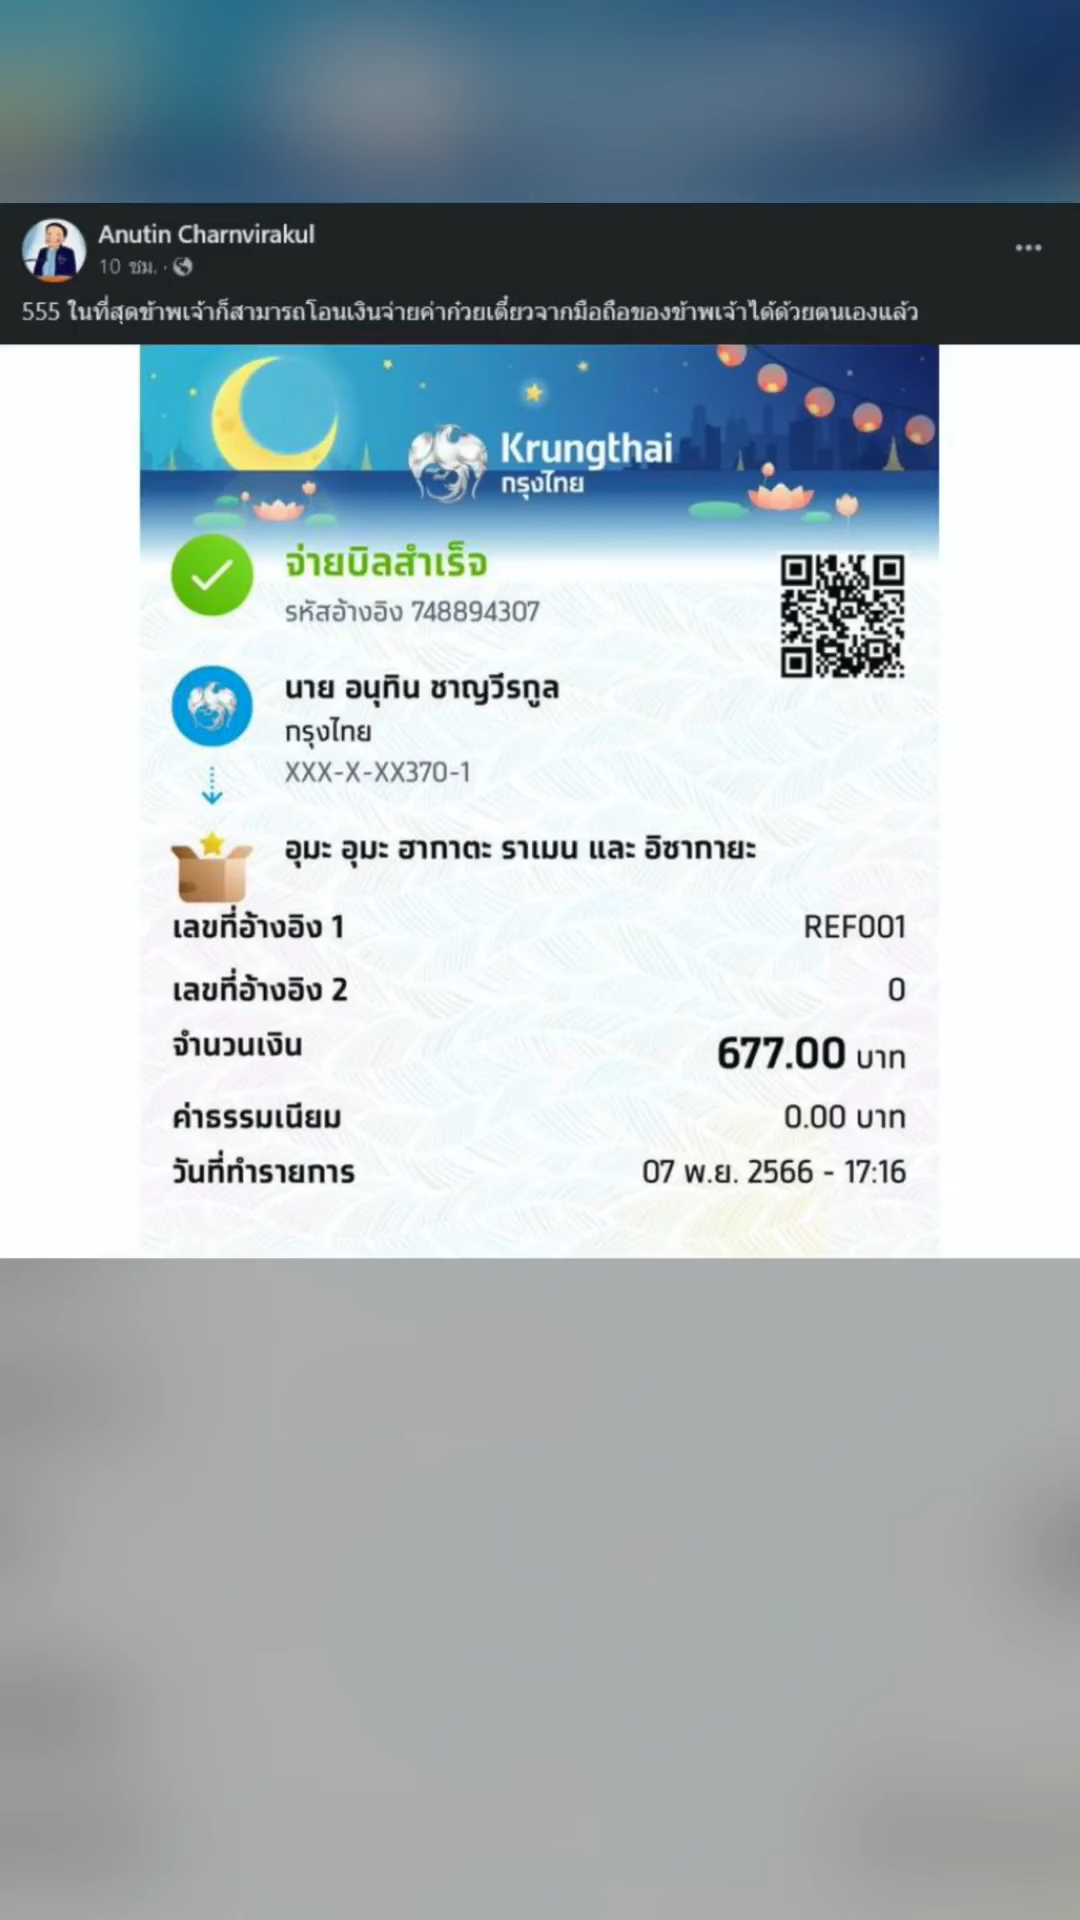 Anutin Charnvirakul
10 ชม. ·
555 ในที่สุดข้าพเจ้าก็สามารถโอนเงินจ่ายค่าก๋วยเตี๋ยวจากมือถือของข้าพเจ้าได้ด้วยตนเองแล้ว
Krungthai
กรุงไทย
จ่ายบิลสำเร็จ
รหัสอ้างอิง 748894307
นาย อนุทิน ชาญวีรกูล
กรุงไทย
XXX-X-XX370-1
อุมะ อุมะ ฮากาตะ ราเมน และ อิซากายะ
เลขที่อ้างอิง 1 REF001
เลขที่อ้างอิง 2 0
จำนวนเงิน 677.00 บาท
ค่าธรรมเนียม 0.00 บาท
วันที่ทำรายการ 07 พ.ย. 2566 - 17:16